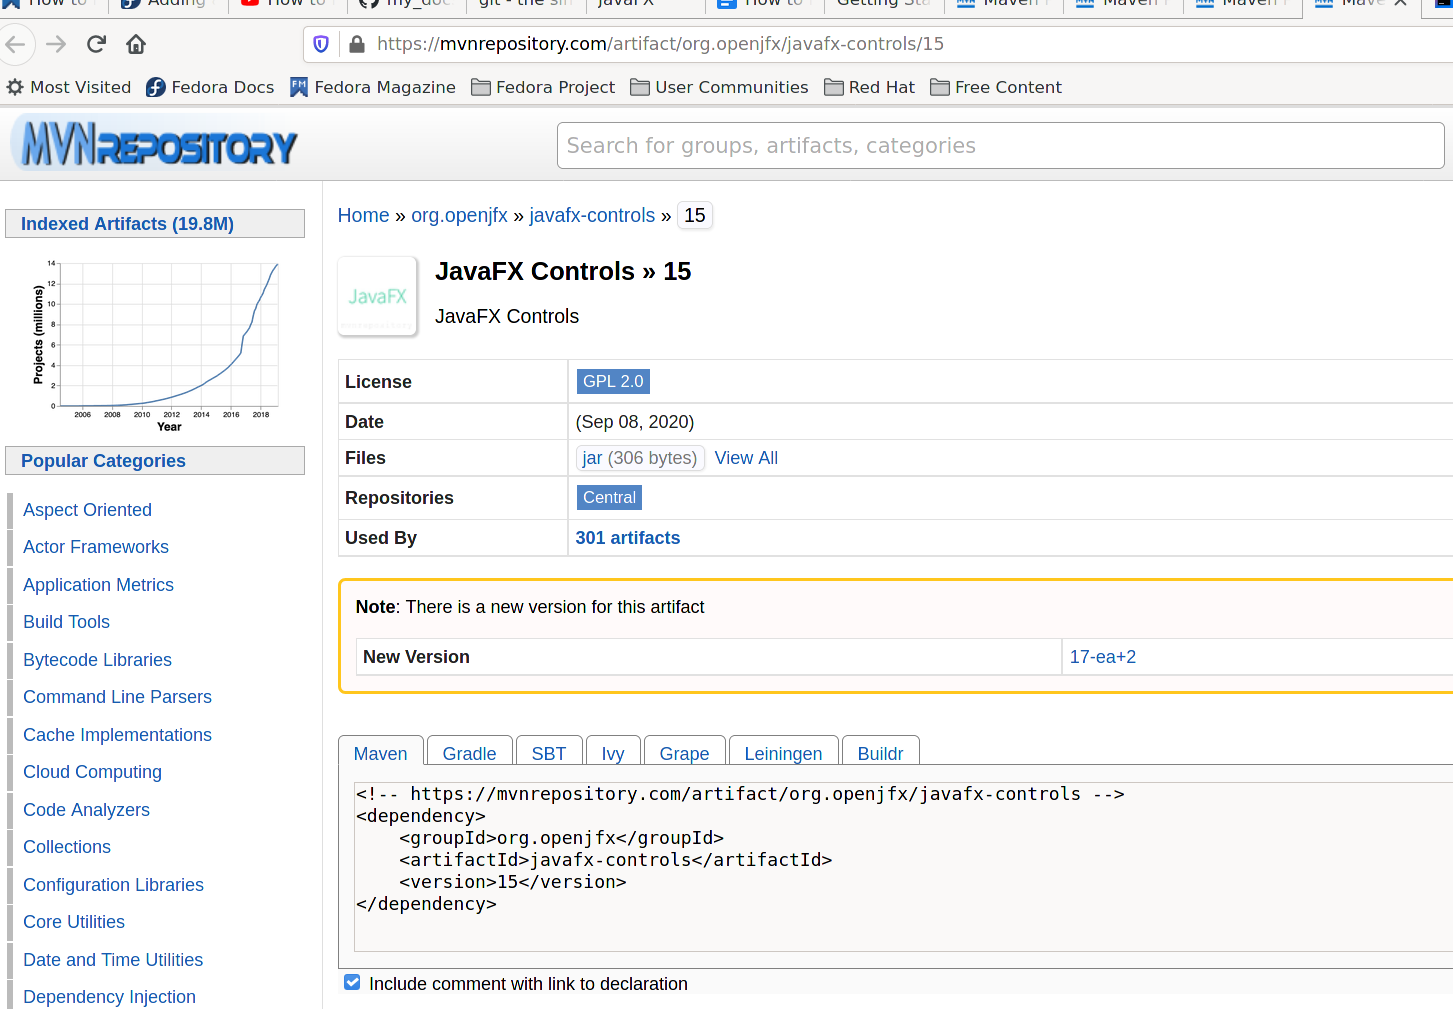 How to
Adding
How to
my_doc
git - the sim
JavaFX
How to
Getting Sta
Maven
Maven
Maven
Mave
https://mvnrepository.com/artifact/org.openjfx/javafx-controls/15
Most Visited Fedora Docs Fedora Magazine Fedora Project User Communities Red Hat Free Content
MVNREPOSITORY
Search for groups, artifacts, categories
Indexed Artifacts (19.8M)
14
12
10
8
6
4
2
0
Projects (millions)
2006 2008 2010 2012 2014 2016 2018
Year
Popular Categories
Aspect Oriented
Actor Frameworks
Application Metrics
Build Tools
Bytecode Libraries
Command Line Parsers
Cache Implementations
Cloud Computing
Code Analyzers
Collections
Configuration Libraries
Core Utilities
Date and Time Utilities
Dependency Injection
Home » org.openjfx » javafx-controls » 15
JavaFX
JavaFX Controls » 15
JavaFX Controls
License GPL 2.0
Date (Sep 08, 2020)
Files jar (306 bytes) View All
Repositories Central
Used By 301 artifacts
Note: There is a new version for this artifact
New Version 17-ea+2
Maven Gradle SBT Ivy Grape Leiningen Buildr
<!-- https://mvnrepository.com/artifact/org.openjfx/javafx-controls -->
<dependency>
    <groupId>org.openjfx</groupId>
    <artifactId>javafx-controls</artifactId>
    <version>15</version>
</dependency>
Include comment with link to declaration